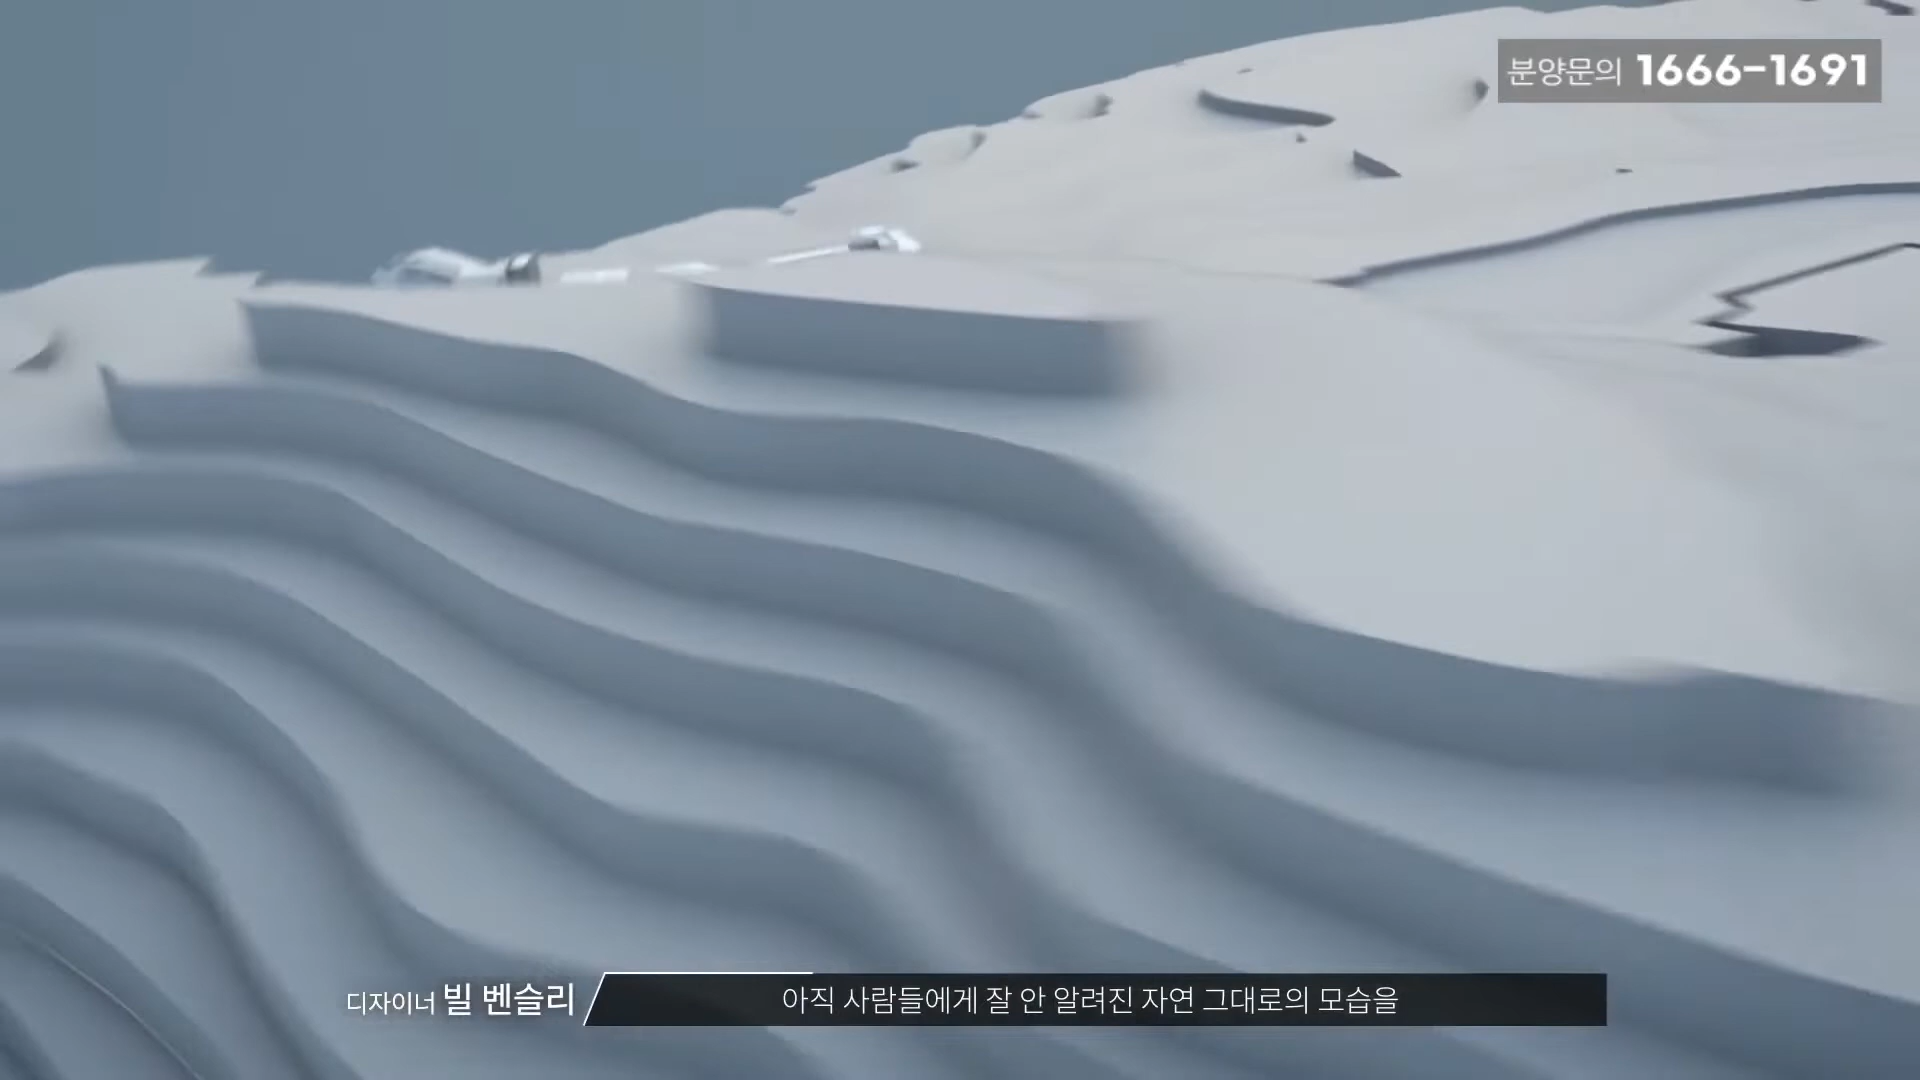 분양문의 1666-1691
디자이너 빌 벤슬리
아직 사람들에게 잘 안 알려진 자연 그대로의 모습을